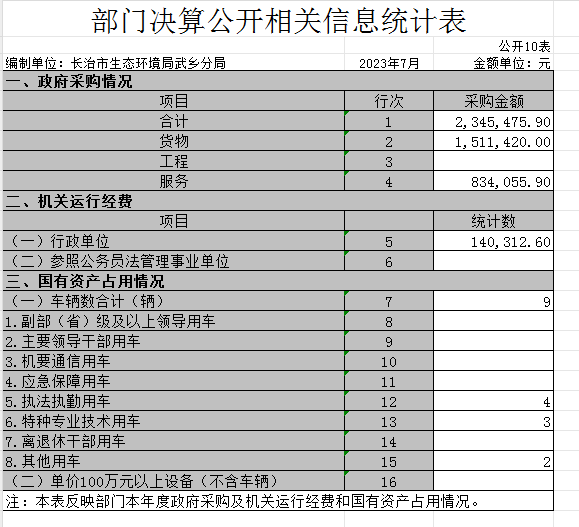 部门决算公开相关信息统计表
公开10表
编制单位：长治市生态环境局武乡分局 2023年7月 金额单位：元
一、政府采购情况
项目 行次 采购金额
合计 1 2,345,475.90
货物 2 1,511,420.00
工程 3
服务 4 834,055.90
二、机关运行经费
项目 统计数
（一）行政单位 5 140,312.60
（二）参照公务员法管理事业单位 6
三、国有资产占用情况
（一）车辆数合计（辆） 7 9
1.副部（省）级及以上领导用车 8
2.主要领导干部用车 9
3.机要通信用车 10
4.应急保障用车 11
5.执法执勤用车 12 4
6.特种专业技术用车 13 3
7.离退休干部用车 14
8.其他用车 15 2
（二）单价100万元以上设备（不含车辆） 16
注：本表反映部门本年度政府采购及机关运行经费和国有资产占用情况。